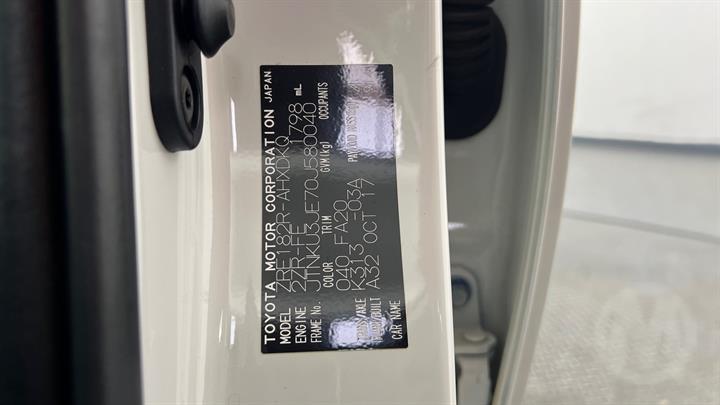 TOYOTA MOTOR CORPORATION JAPAN
MODEL ZRE182R-AHXDKQ
ENGINE 2ZR-FE 1798 mL
FRAME No. JTNKU3JE70J580040
COLOR TRIM GVM(kg) OCCUPANTS
040 FA20
TRANS/AXLE K313 -03A
PLANT/BUILT A32 OCT 17
CAR NAME